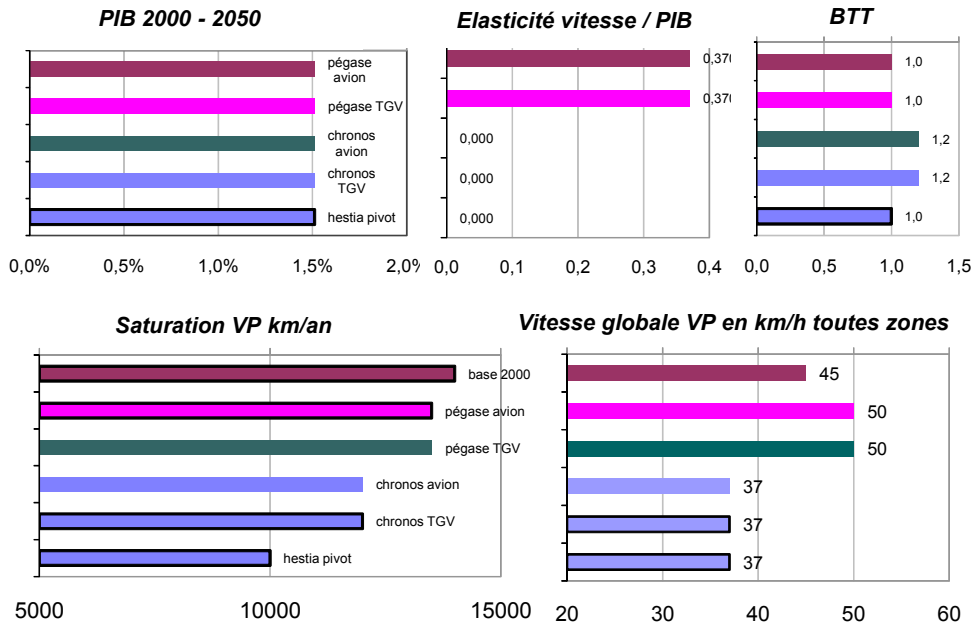 PIB 2000 - 2050
pégase
avion
pégase TGV
chronos
avion
chronos
TGV
hestia pivot
0,0% 0,5% 1,0% 1,5% 2,0%
Elasticité vitesse / PIB
0,370
0,370
0,000
0,000
0,000
0,0 0,1 0,2 0,3 0,4
BTT
1,0
1,0
1,2
1,2
1,0
0,0 0,5 1,0 1,5
Saturation VP km/an
base 2000
pégase avion
pégase TGV
chronos avion
chronos TGV
hestia pivot
5000 10000 15000
Vitesse globale VP en km/h toutes zones
45
50
50
37
37
37
20 30 40 50 60